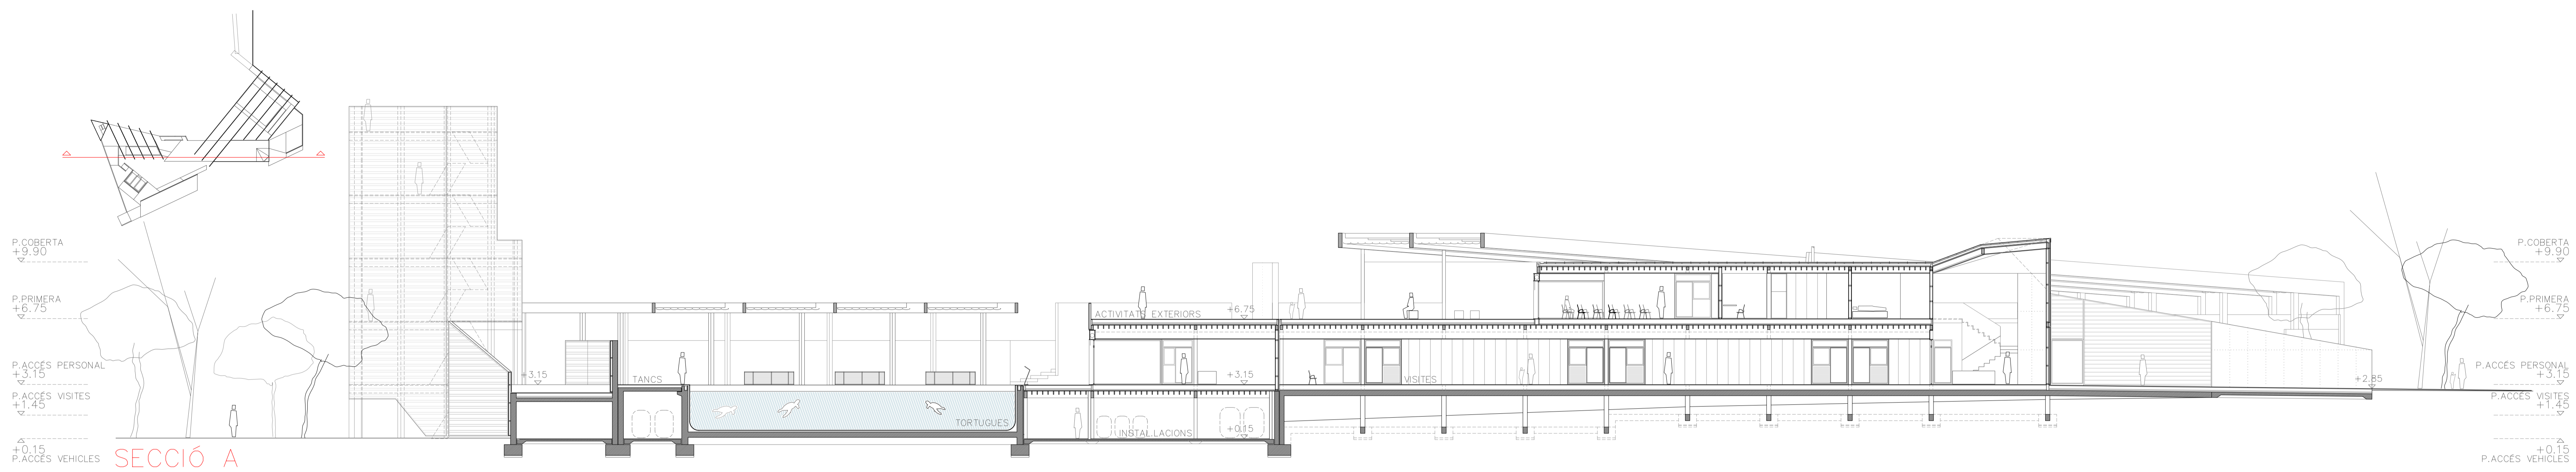 P.COBERTA
+9.90
P.PRIMERA
+6.75
P.ACCÉS PERSONAL
+3.15
P.ACCÉS VISITES
+1.45
+0.15
P.ACCÉS VEHICLES
SECCIÓ A
+3.15
TANCS
TORTUGUES
ACTIVITATS EXTERIORS
+6.75
+3.15
INSTAL.LACIONS
+0.15
VISITES
+2.85
P.COBERTA
+9.90
P.PRIMERA
+6.75
P.ACCÉS PERSONAL
+3.15
P.ACCÉS VISITES
+1.45
+0.15
P.ACCÉS VEHICLES